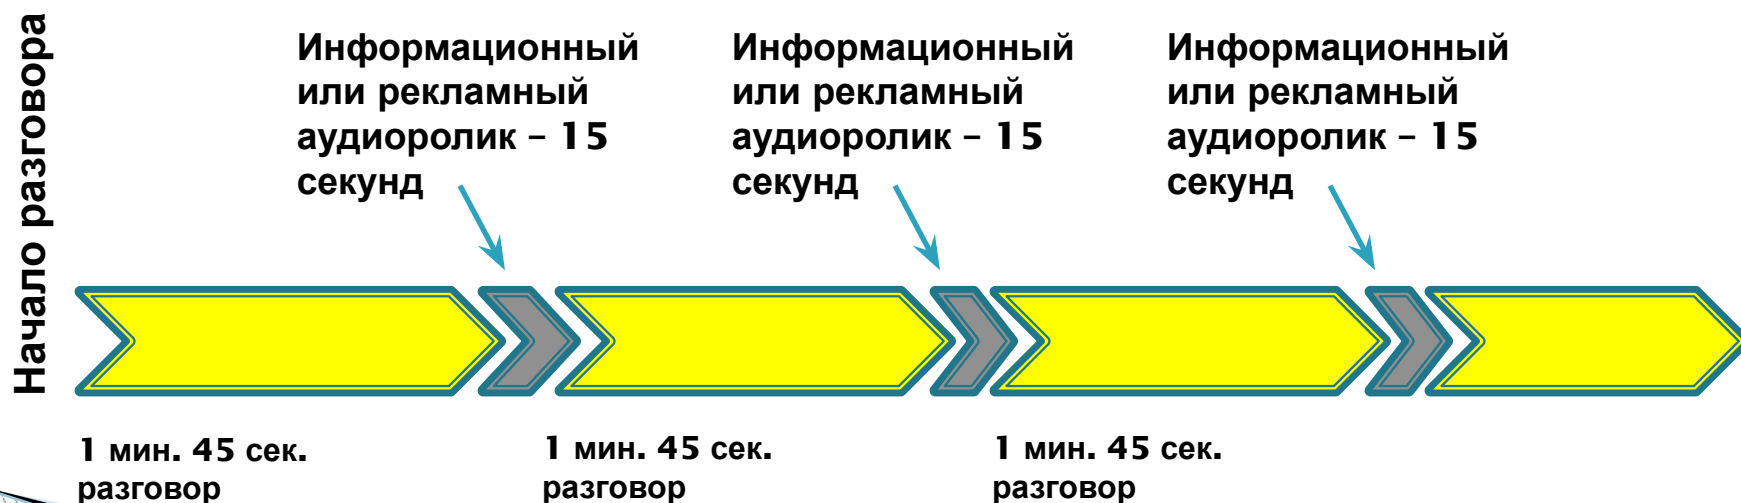 Начало разговора
Информационный
или рекламный
аудиоролик – 15
секунд
Информационный
или рекламный
аудиоролик – 15
секунд
Информационный
или рекламный
аудиоролик – 15
секунд
1 мин. 45 сек.
разговор
1 мин. 45 сек.
разговор
1 мин. 45 сек.
разговор